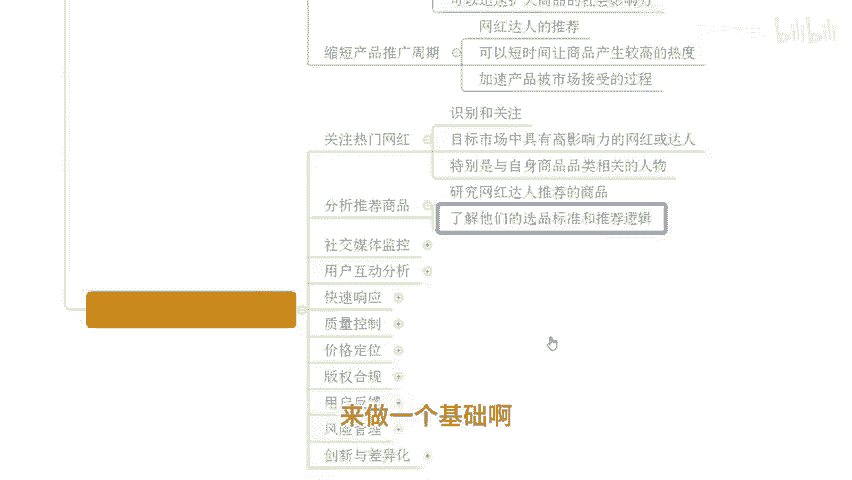 可以迅速扩大商品的社会影响力
网红达人的推荐
缩短产品推广周期
可以短时间让商品产生较高的热度
加速产品被市场接受的过程
识别和关注
关注热门网红
目标市场中具有高影响力的网红或达人
特别是与自身商品品类相关的人物
研究网红达人推荐的商品
分析推荐商品
了解他们的选品标准和推荐逻辑
社交媒体监控
用户互动分析
快速响应
质量控制
价格定位
版权合规
用户反馈
来做一个基础啊
风险管理
创新与差异化
bilibili